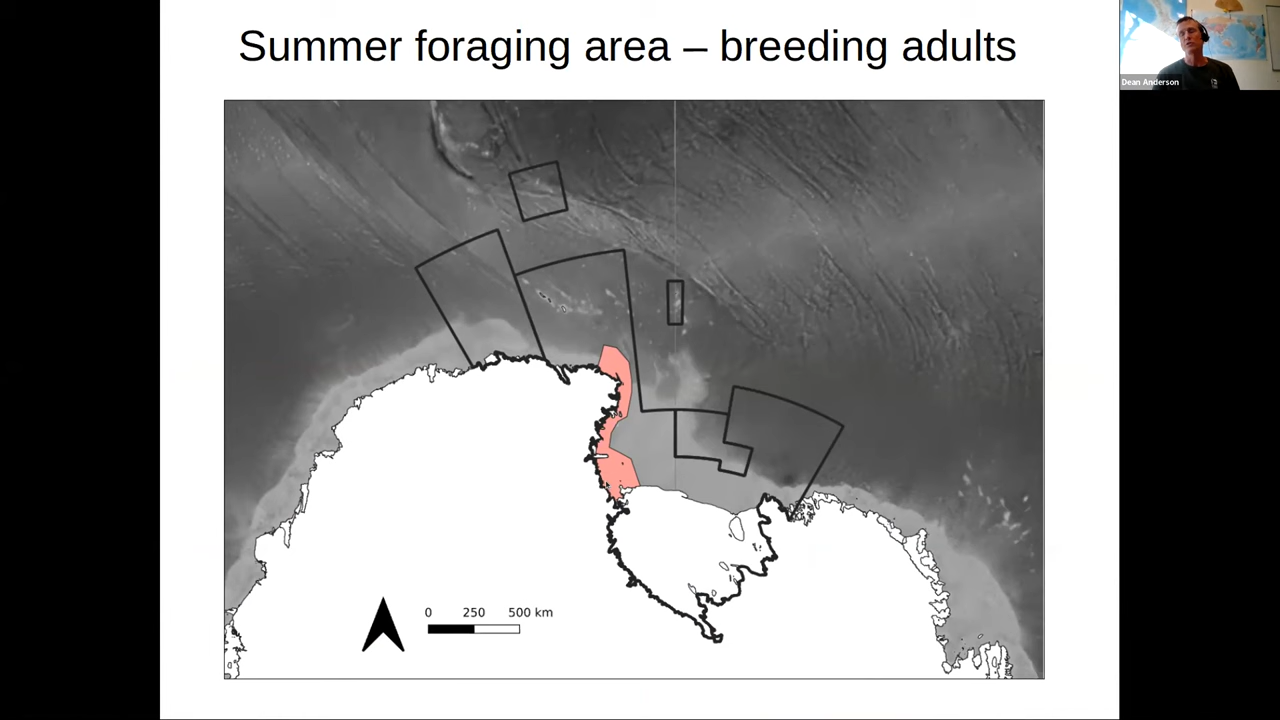 Summer foraging area – breeding adults
Dean Anderson
0 250 500 km